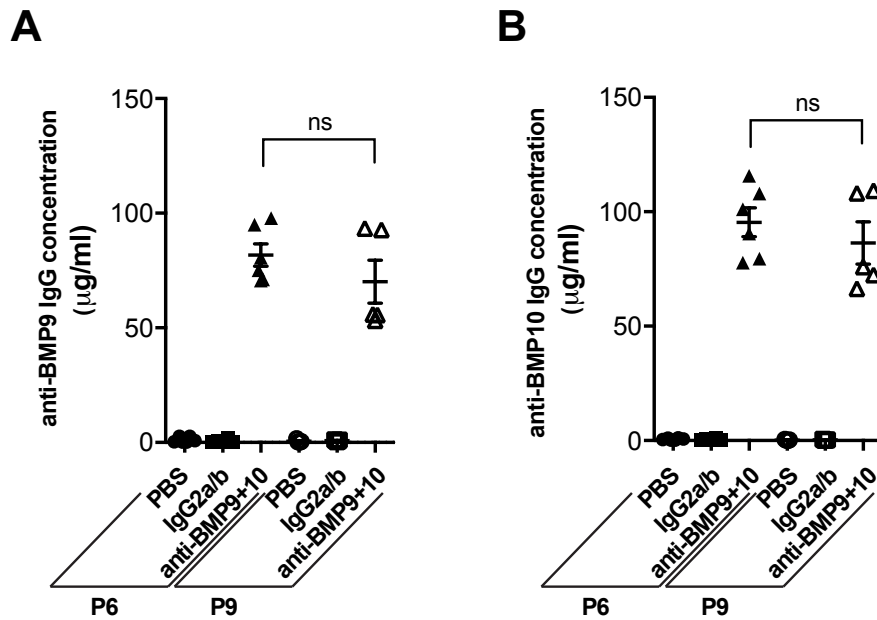 A
anti-BMP9 IgG concentration
(μg/ml)
150
100
50
0
ns
PBS
IgG2a/b
anti-BMP9+10
PBS
IgG2a/b
anti-BMP9+10
P6
P9
B
anti-BMP10 IgG concentration
(μg/ml)
150
100
50
0
ns
PBS
IgG2a/b
anti-BMP9+10
PBS
IgG2a/b
anti-BMP9+10
P6
P9